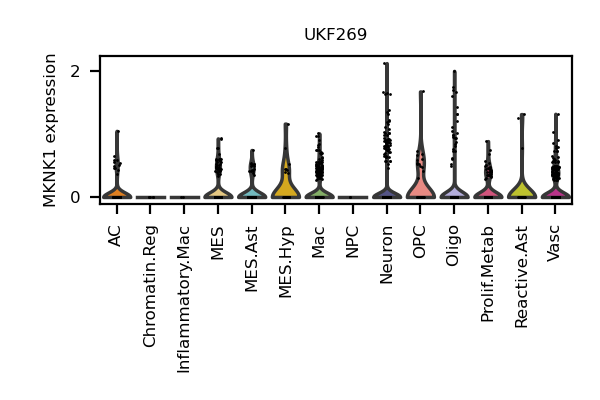 UKF269
MKNK1 expression
2
0
AC
Chromatin.Reg
Inflammatory.Mac
MES
MES.Ast
MES.Hyp
Mac
NPC
Neuron
OPC
Oligo
Prolif.Metab
Reactive.Ast
Vasc